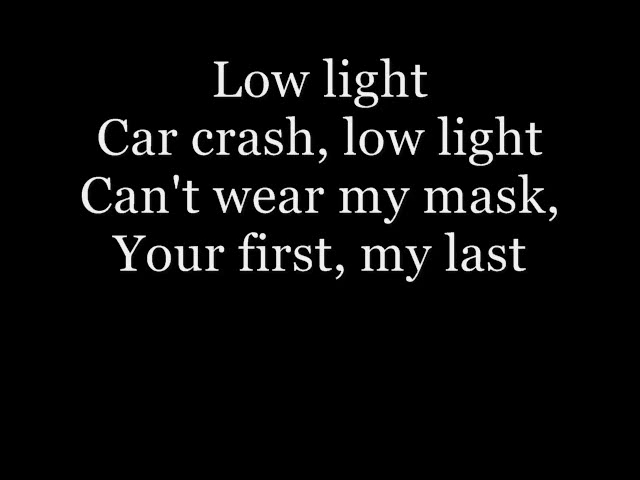 Low light
Car crash, low light
Can't wear my mask,
Your first, my last